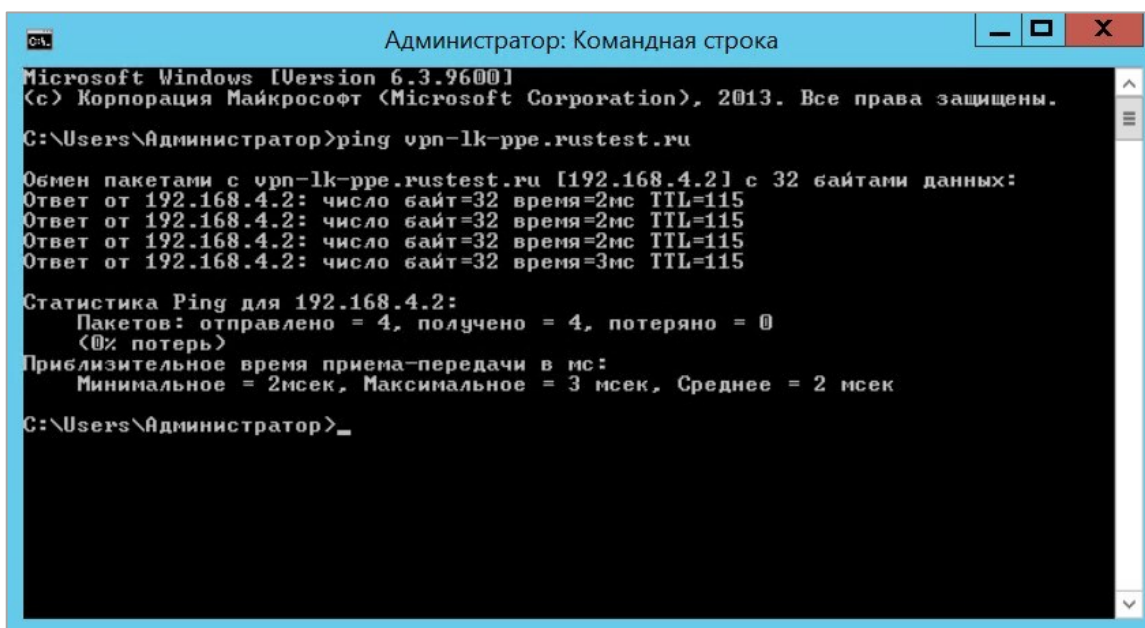 Администратор: Командная строка
Microsoft Windows [Version 6.3.9600]
(c) Корпорация Майкрософт (Microsoft Corporation), 2013. Все права защищены.
C:\Users\Администратор>ping vpn-lk-ppe.rustest.ru
Обмен пакетами с vpn-lk-ppe.rustest.ru [192.168.4.2] с 32 байтами данных:
Ответ от 192.168.4.2: число байт=32 время=2мс TTL=115
Ответ от 192.168.4.2: число байт=32 время=2мс TTL=115
Ответ от 192.168.4.2: число байт=32 время=2мс TTL=115
Ответ от 192.168.4.2: число байт=32 время=3мс TTL=115
Статистика Ping для 192.168.4.2:
Пакетов: отправлено = 4, получено = 4, потеряно = 0
(0% потерь)
Приблизительное время приема-передачи в мс:
Минимальное = 2мсек, Максимальное = 3 мсек, Среднее = 2 мсек
C:\Users\Администратор>_